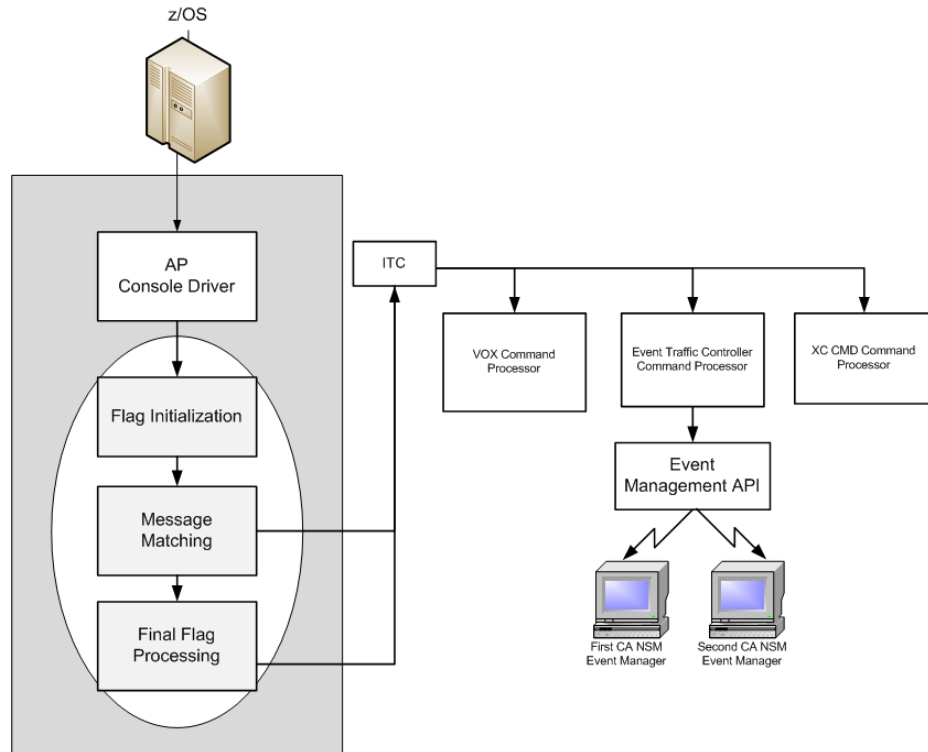 z/OS
AP
Console Driver
Flag Initialization
Message
Matching
Final Flag
Processing
ITC
VOX Command
Processor
Event Traffic Controller
Command Processor
XC CMD Command
Processor
Event
Management API
First CA NSM
Event Manager
Second CA NSM
Event Manager